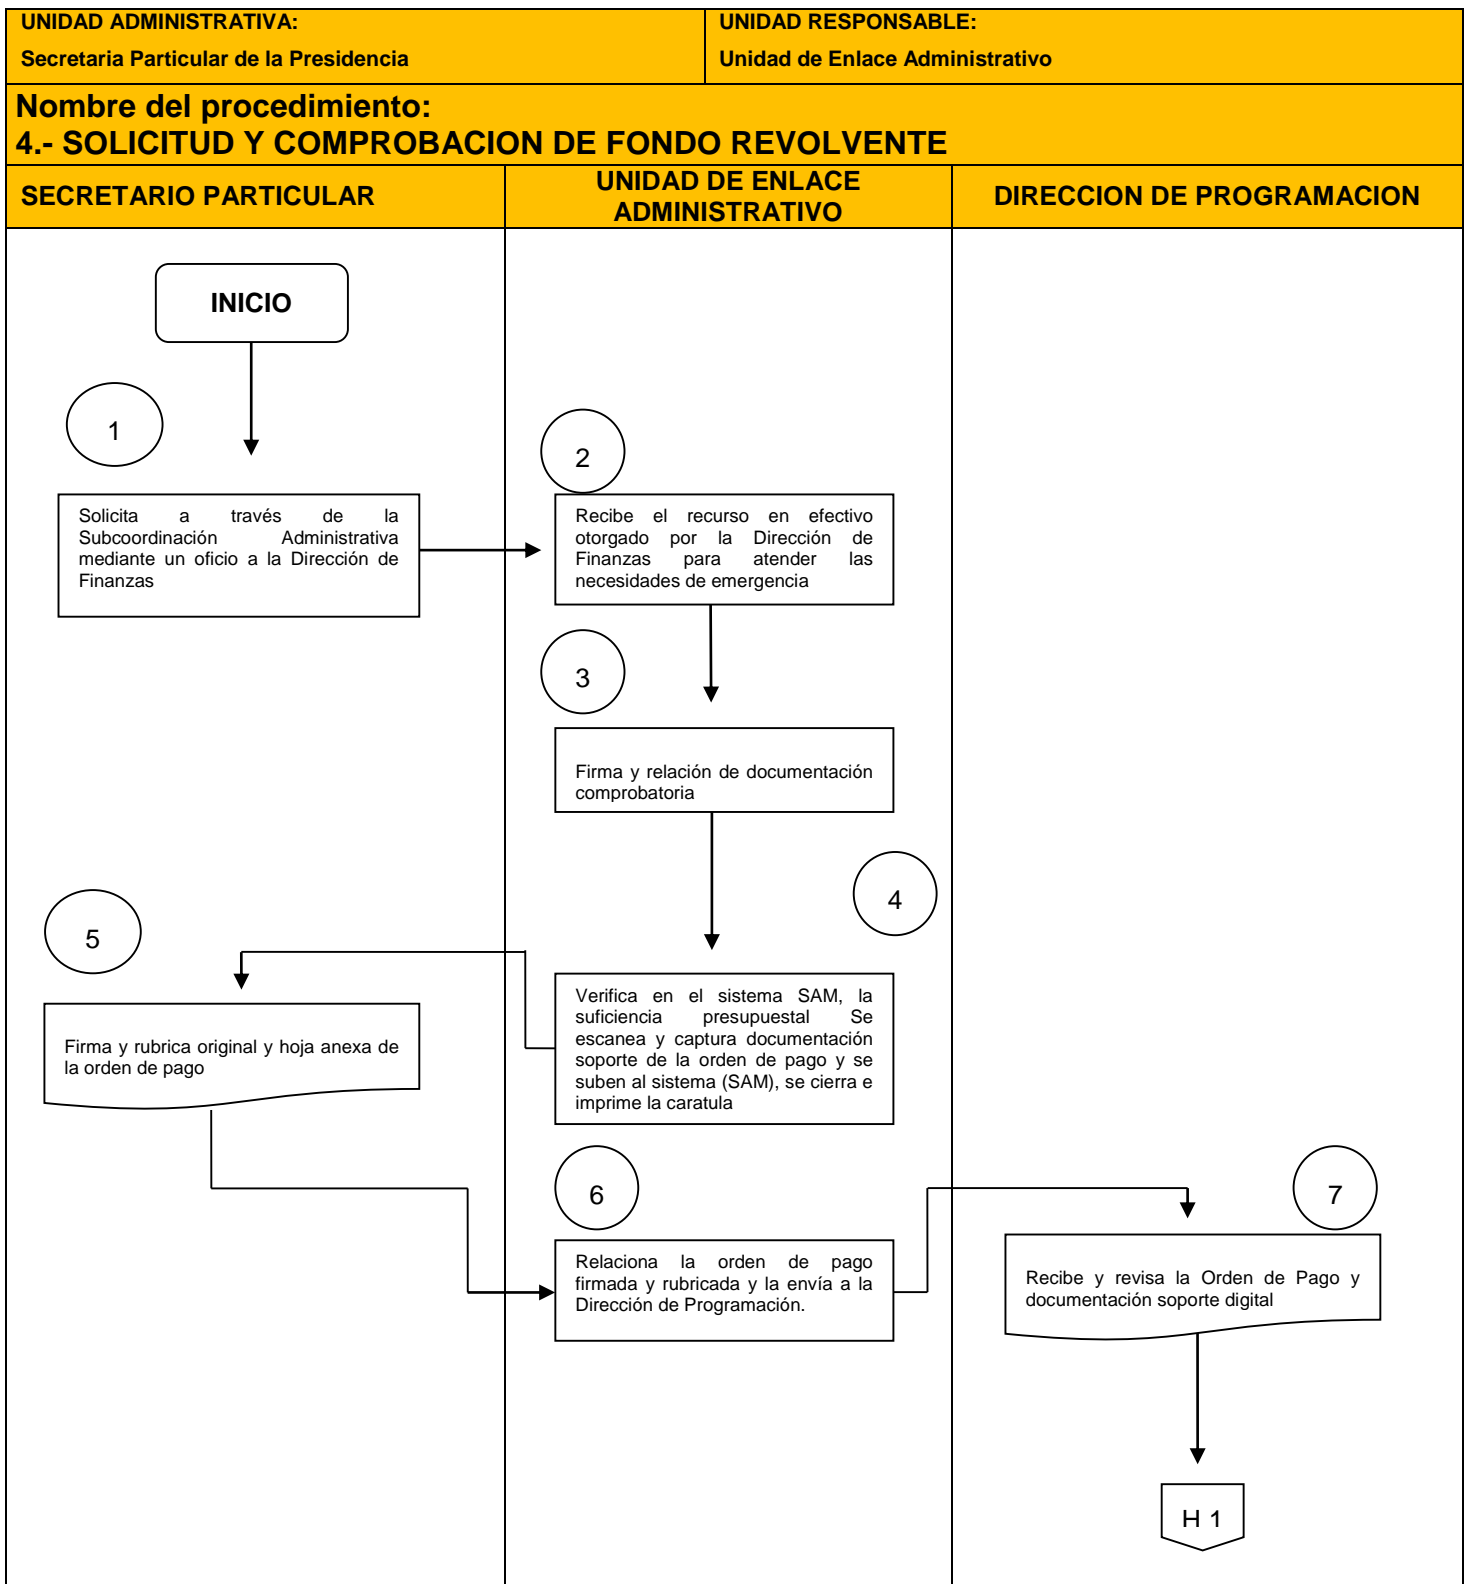 UNIDAD ADMINISTRATIVA:
Secretaria Particular de la Presidencia
UNIDAD RESPONSABLE:
Unidad de Enlace Administrativo
Nombre del procedimiento:
4.- SOLICITUD Y COMPROBACION DE FONDO REVOLVENTE
SECRETARIO PARTICULAR
UNIDAD DE ENLACE
ADMINISTRATIVO
DIRECCION DE PROGRAMACION
INICIO
1
Solicita a través de la
Subcoordinación Administrativa
mediante un oficio a la Dirección de
Finanzas
2
Recibe el recurso en efectivo
otorgado por la Dirección de
Finanzas para atender las
necesidades de emergencia
3
Firma y relación de documentación
comprobatoria
4
Verifica en el sistema SAM, la
suficiencia presupuestal Se
escanea y captura documentación
soporte de la orden de pago y se
suben al sistema (SAM), se cierra e
imprime la caratula
5
Firma y rubrica original y hoja anexa de
la orden de pago
6
Relaciona la orden de pago
firmada y rubricada y la envía a la
Dirección de Programación.
7
Recibe y revisa la Orden de Pago y
documentación soporte digital
H 1